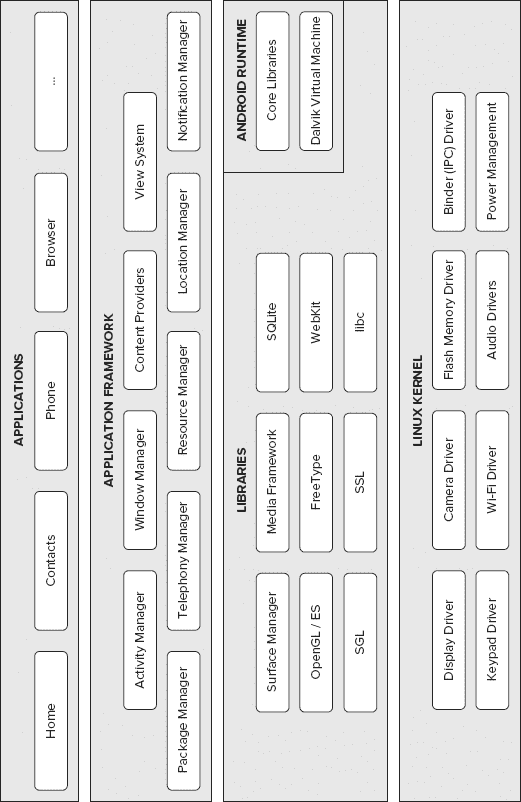 APPLICATIONS
Home
Contacts
Phone
Browser
...
APPLICATION FRAMEWORK
Activity Manager
Window Manager
Content Providers
View System
Package Manager
Telephony Manager
Resource Manager
Location Manager
Notification Manager
LIBRARIES
Surface Manager
Media Framework
SQLite
OpenGL / ES
FreeType
WebKit
SGL
SSL
libc
ANDROID RUNTIME
Core Libraries
Dalvik Virtual Machine
LINUX KERNEL
Display Driver
Camera Driver
Flash Memory Driver
Binder (IPC) Driver
Keypad Driver
Wi-Fi Driver
Audio Drivers
Power Management